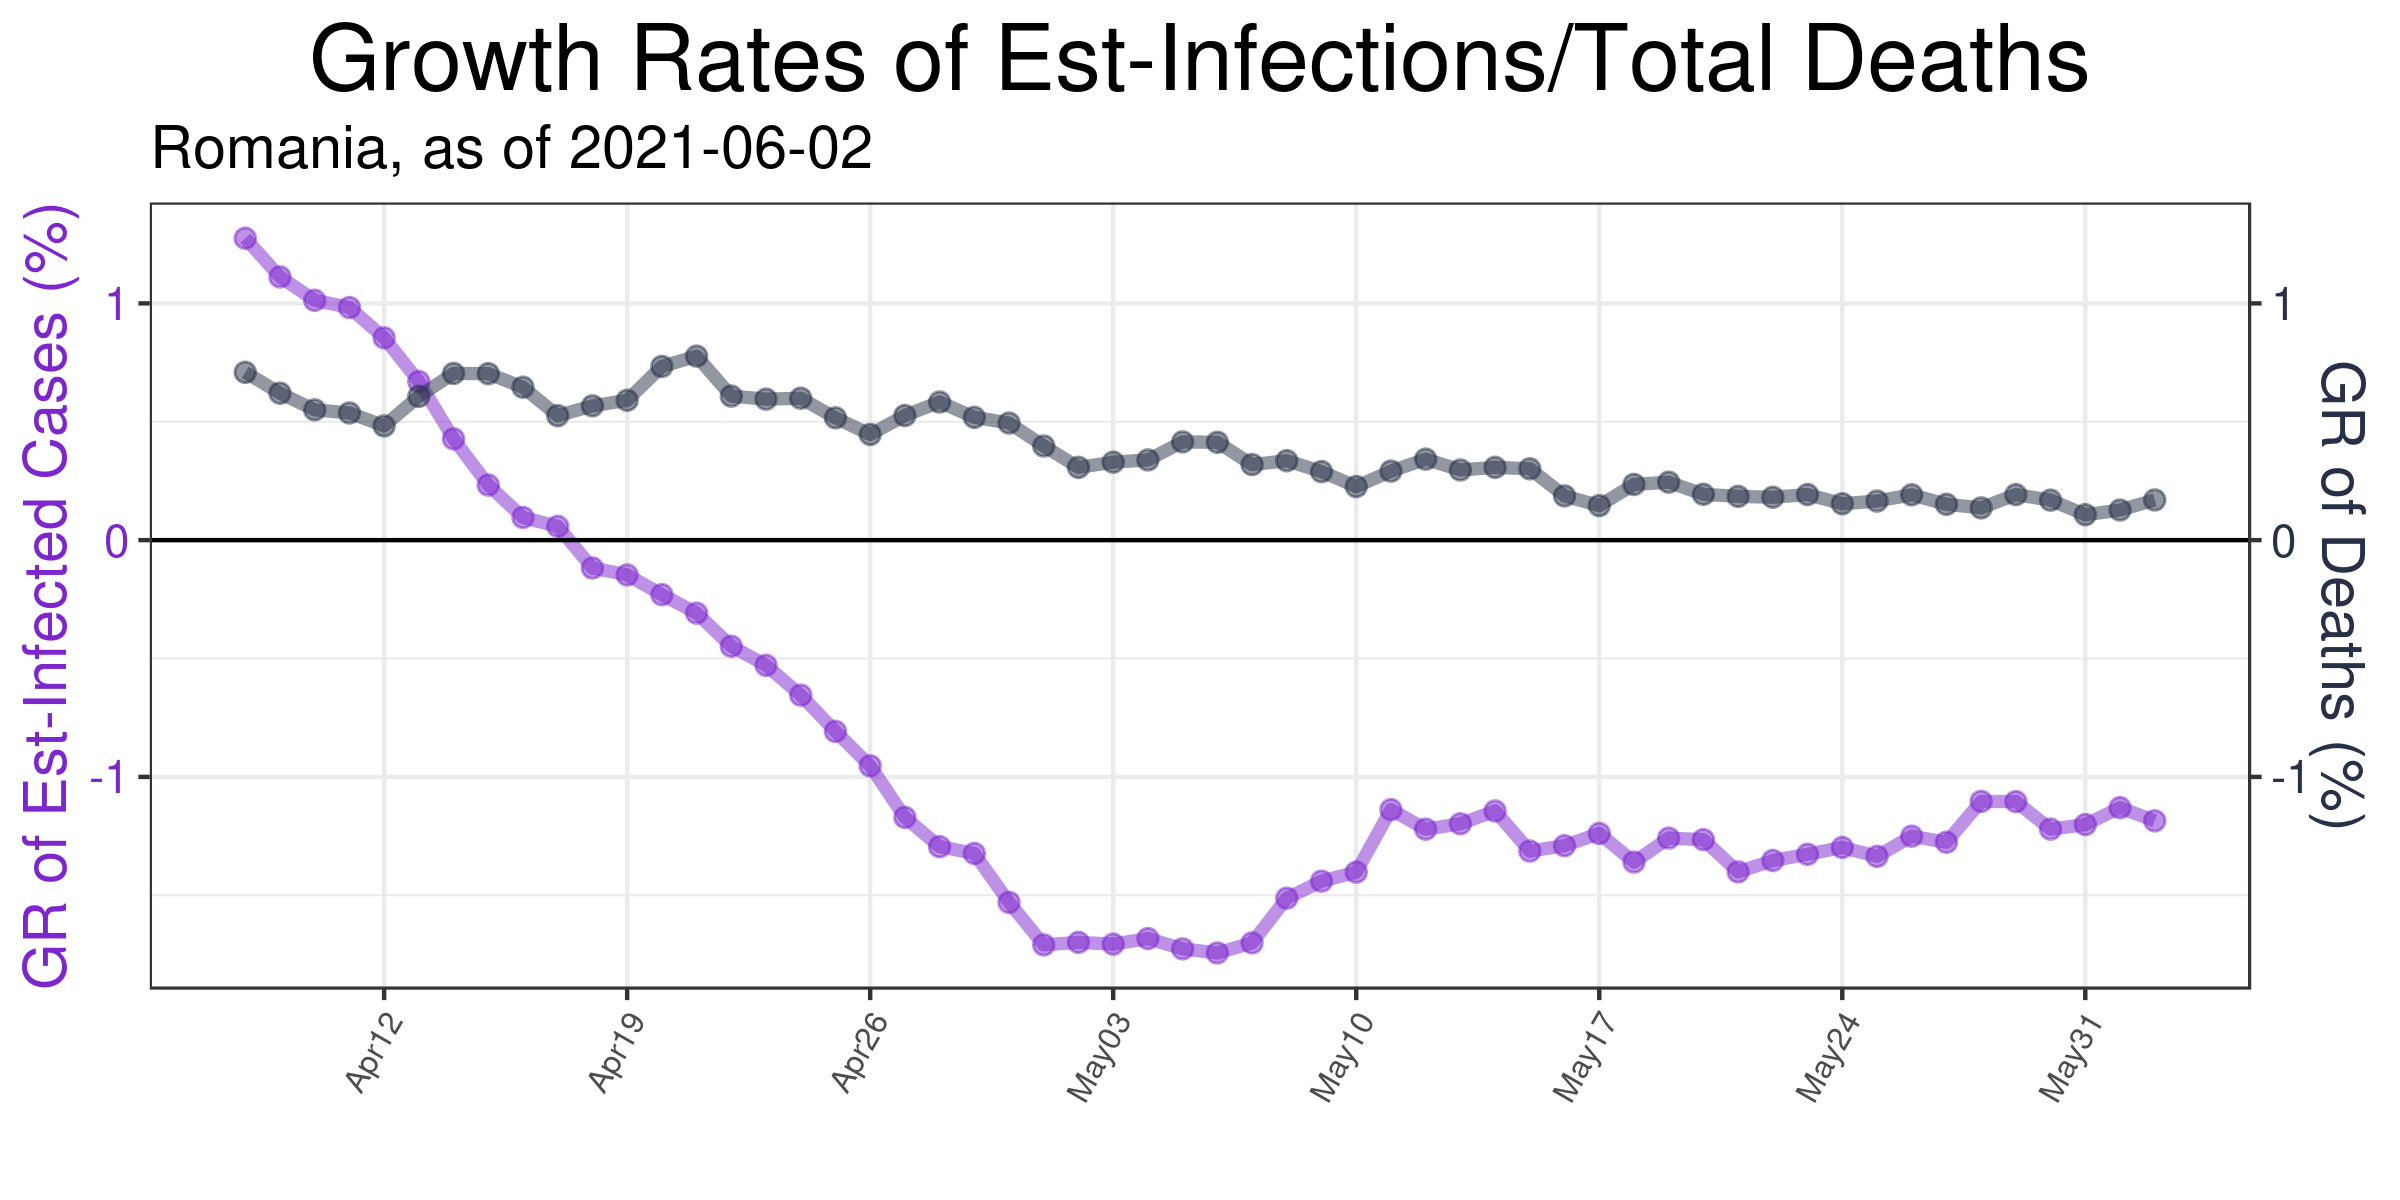 Growth Rates of Est-Infections/Total Deaths
Romania, as of 2021-06-02
GR of Est-Infected Cases (%)
1
0
-1
1
0
-1
GR of Deaths (%)
Apr12
Apr19
Apr26
May03
May10
May17
May24
May31